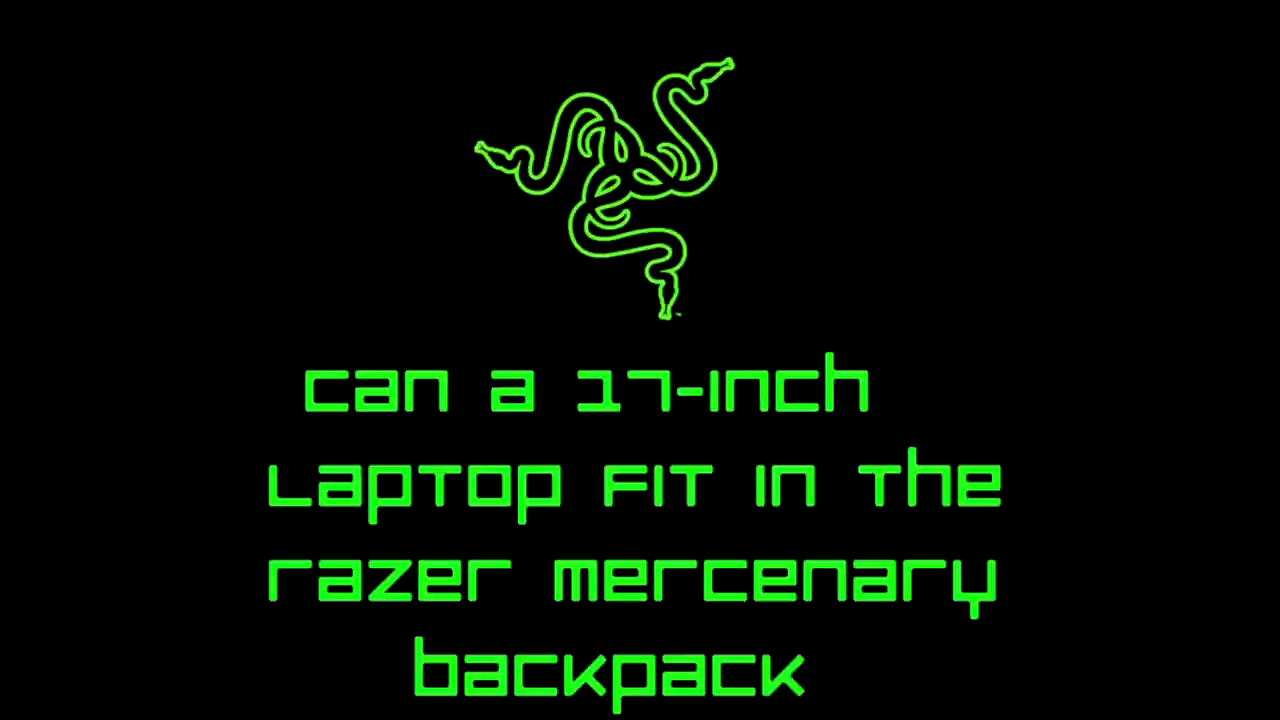 can a 17-inch
Laptop fit in the
razer mercenary
backpack